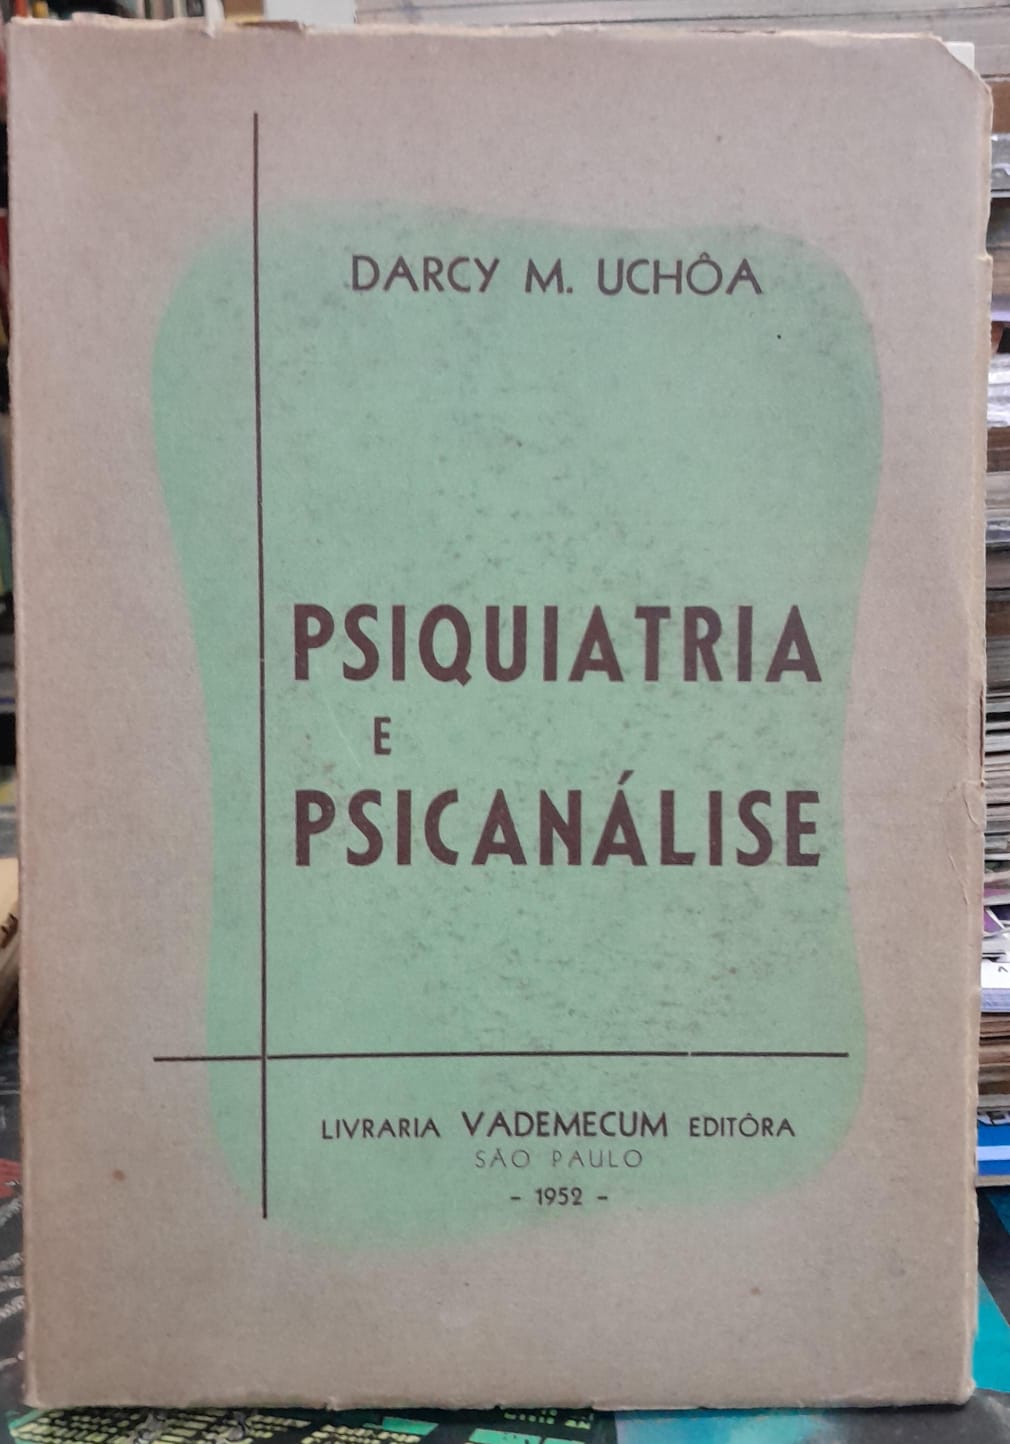 DARCY M. UCHÔA
PSIQUIATRIA
E
PSICANÁLISE
LIVRARIA VADEMECUM EDITÔRA
SÃO PAULO
- 1952 -